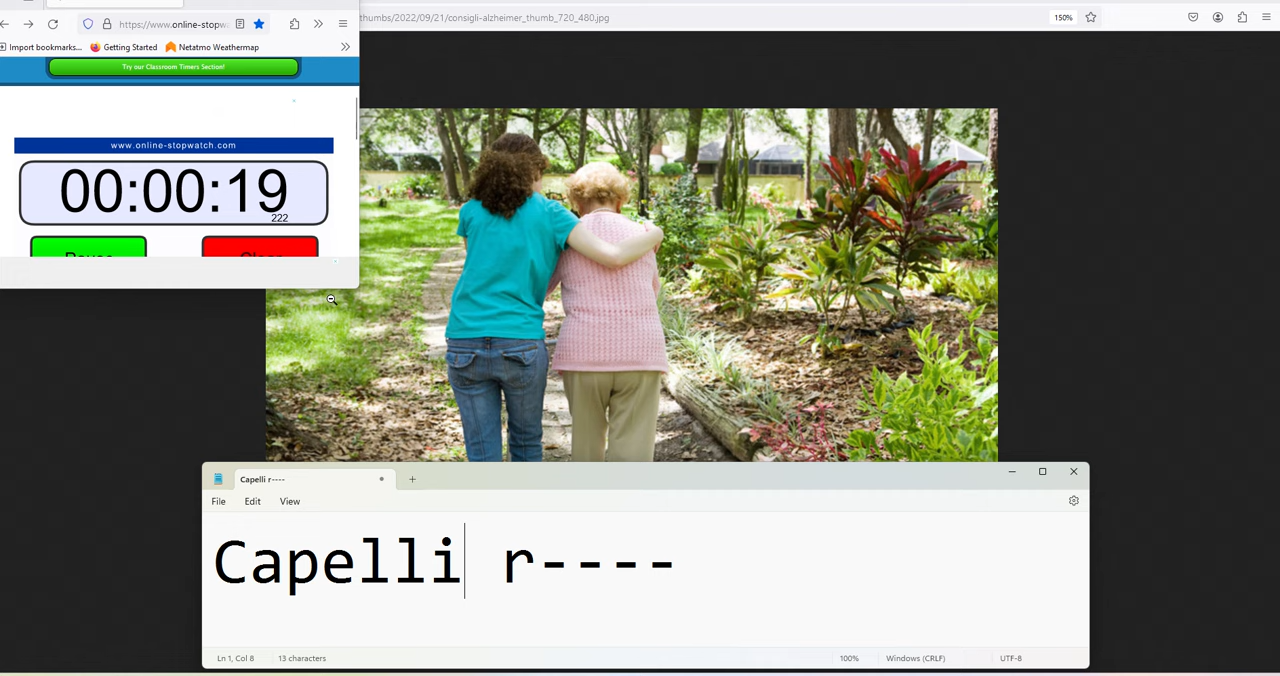 thumbs/2022/09/21/consigli-alzheimer_thumb_720_480.jpg
150%
https://www.online-stopw
Import bookmarks...
Getting Started
Netatmo Weathermap
Try our Classroom Timers Section!
www.online-stopwatch.com
00:00:19
222
Capelli r----
File
Edit
View
Capelli r----
Ln 1, Col 8
13 characters
100%
Windows (CRLF)
UTF-8